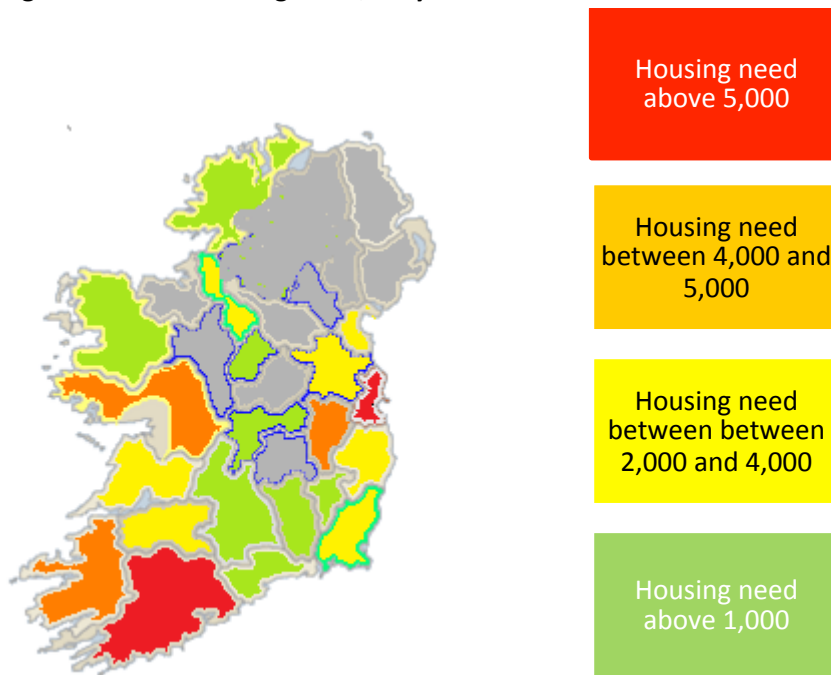 Housing need
above 5,000
Housing need
between 4,000 and
5,000
Housing need
between between
2,000 and 4,000
Housing need
above 1,000